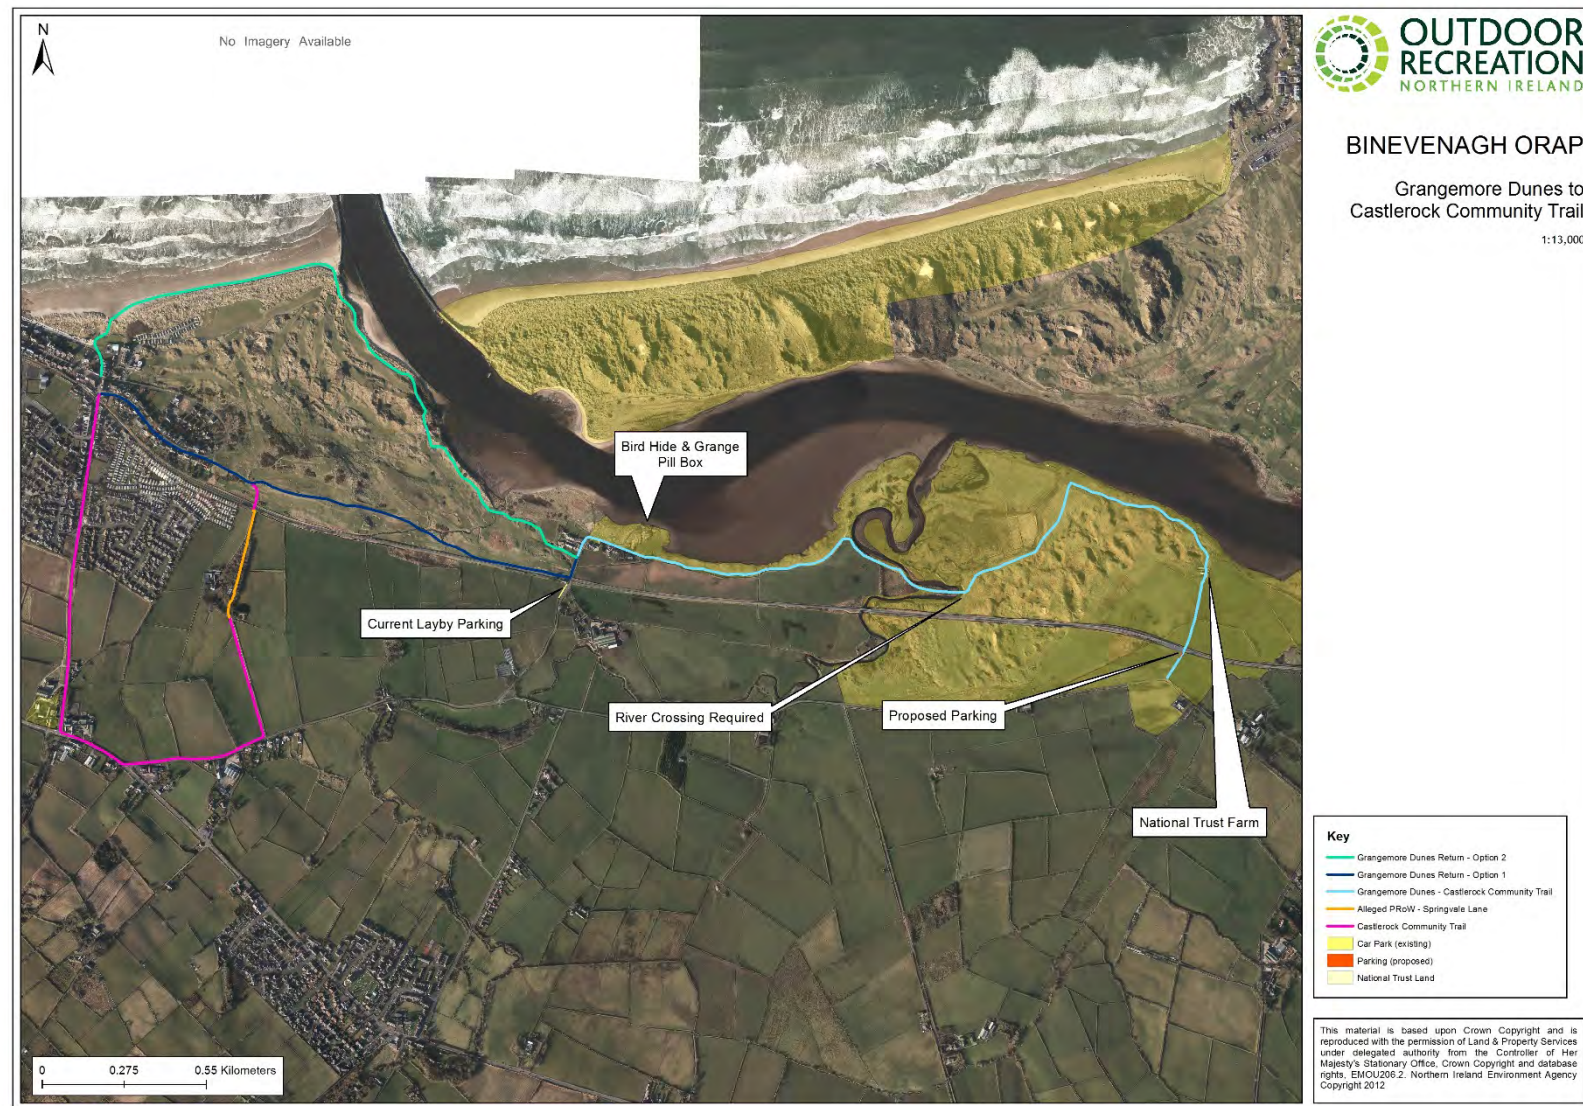 N
No Imagery Available
OUTDOOR
RECREATION
NORTHERN IRELAND
BINEVENAGH ORAP
Grangemore Dunes to
Castlerock Community Trail
1:13,000
Bird Hide & Grange
Pill Box
Current Layby Parking
River Crossing Required
Proposed Parking
National Trust Farm
Key
Grangemore Dunes Return - Option 2
Grangemore Dunes Return - Option 1
Grangemore Dunes - Castlerock Community Trail
Alleged PRoW - Springvale Lane
Castlerock Community Trail
Car Park (existing)
Parking (proposed)
National Trust Land
0 0.275 0.55 Kilometers
This material is based upon Crown Copyright and is
reproduced with the permission of Land & Property Services
under delegated authority from the Controller of Her
Majesty's Stationary Office, Crown Copyright and database
rights, EMOU206.2. Northern Ireland Environment Agency
Copyright 2012